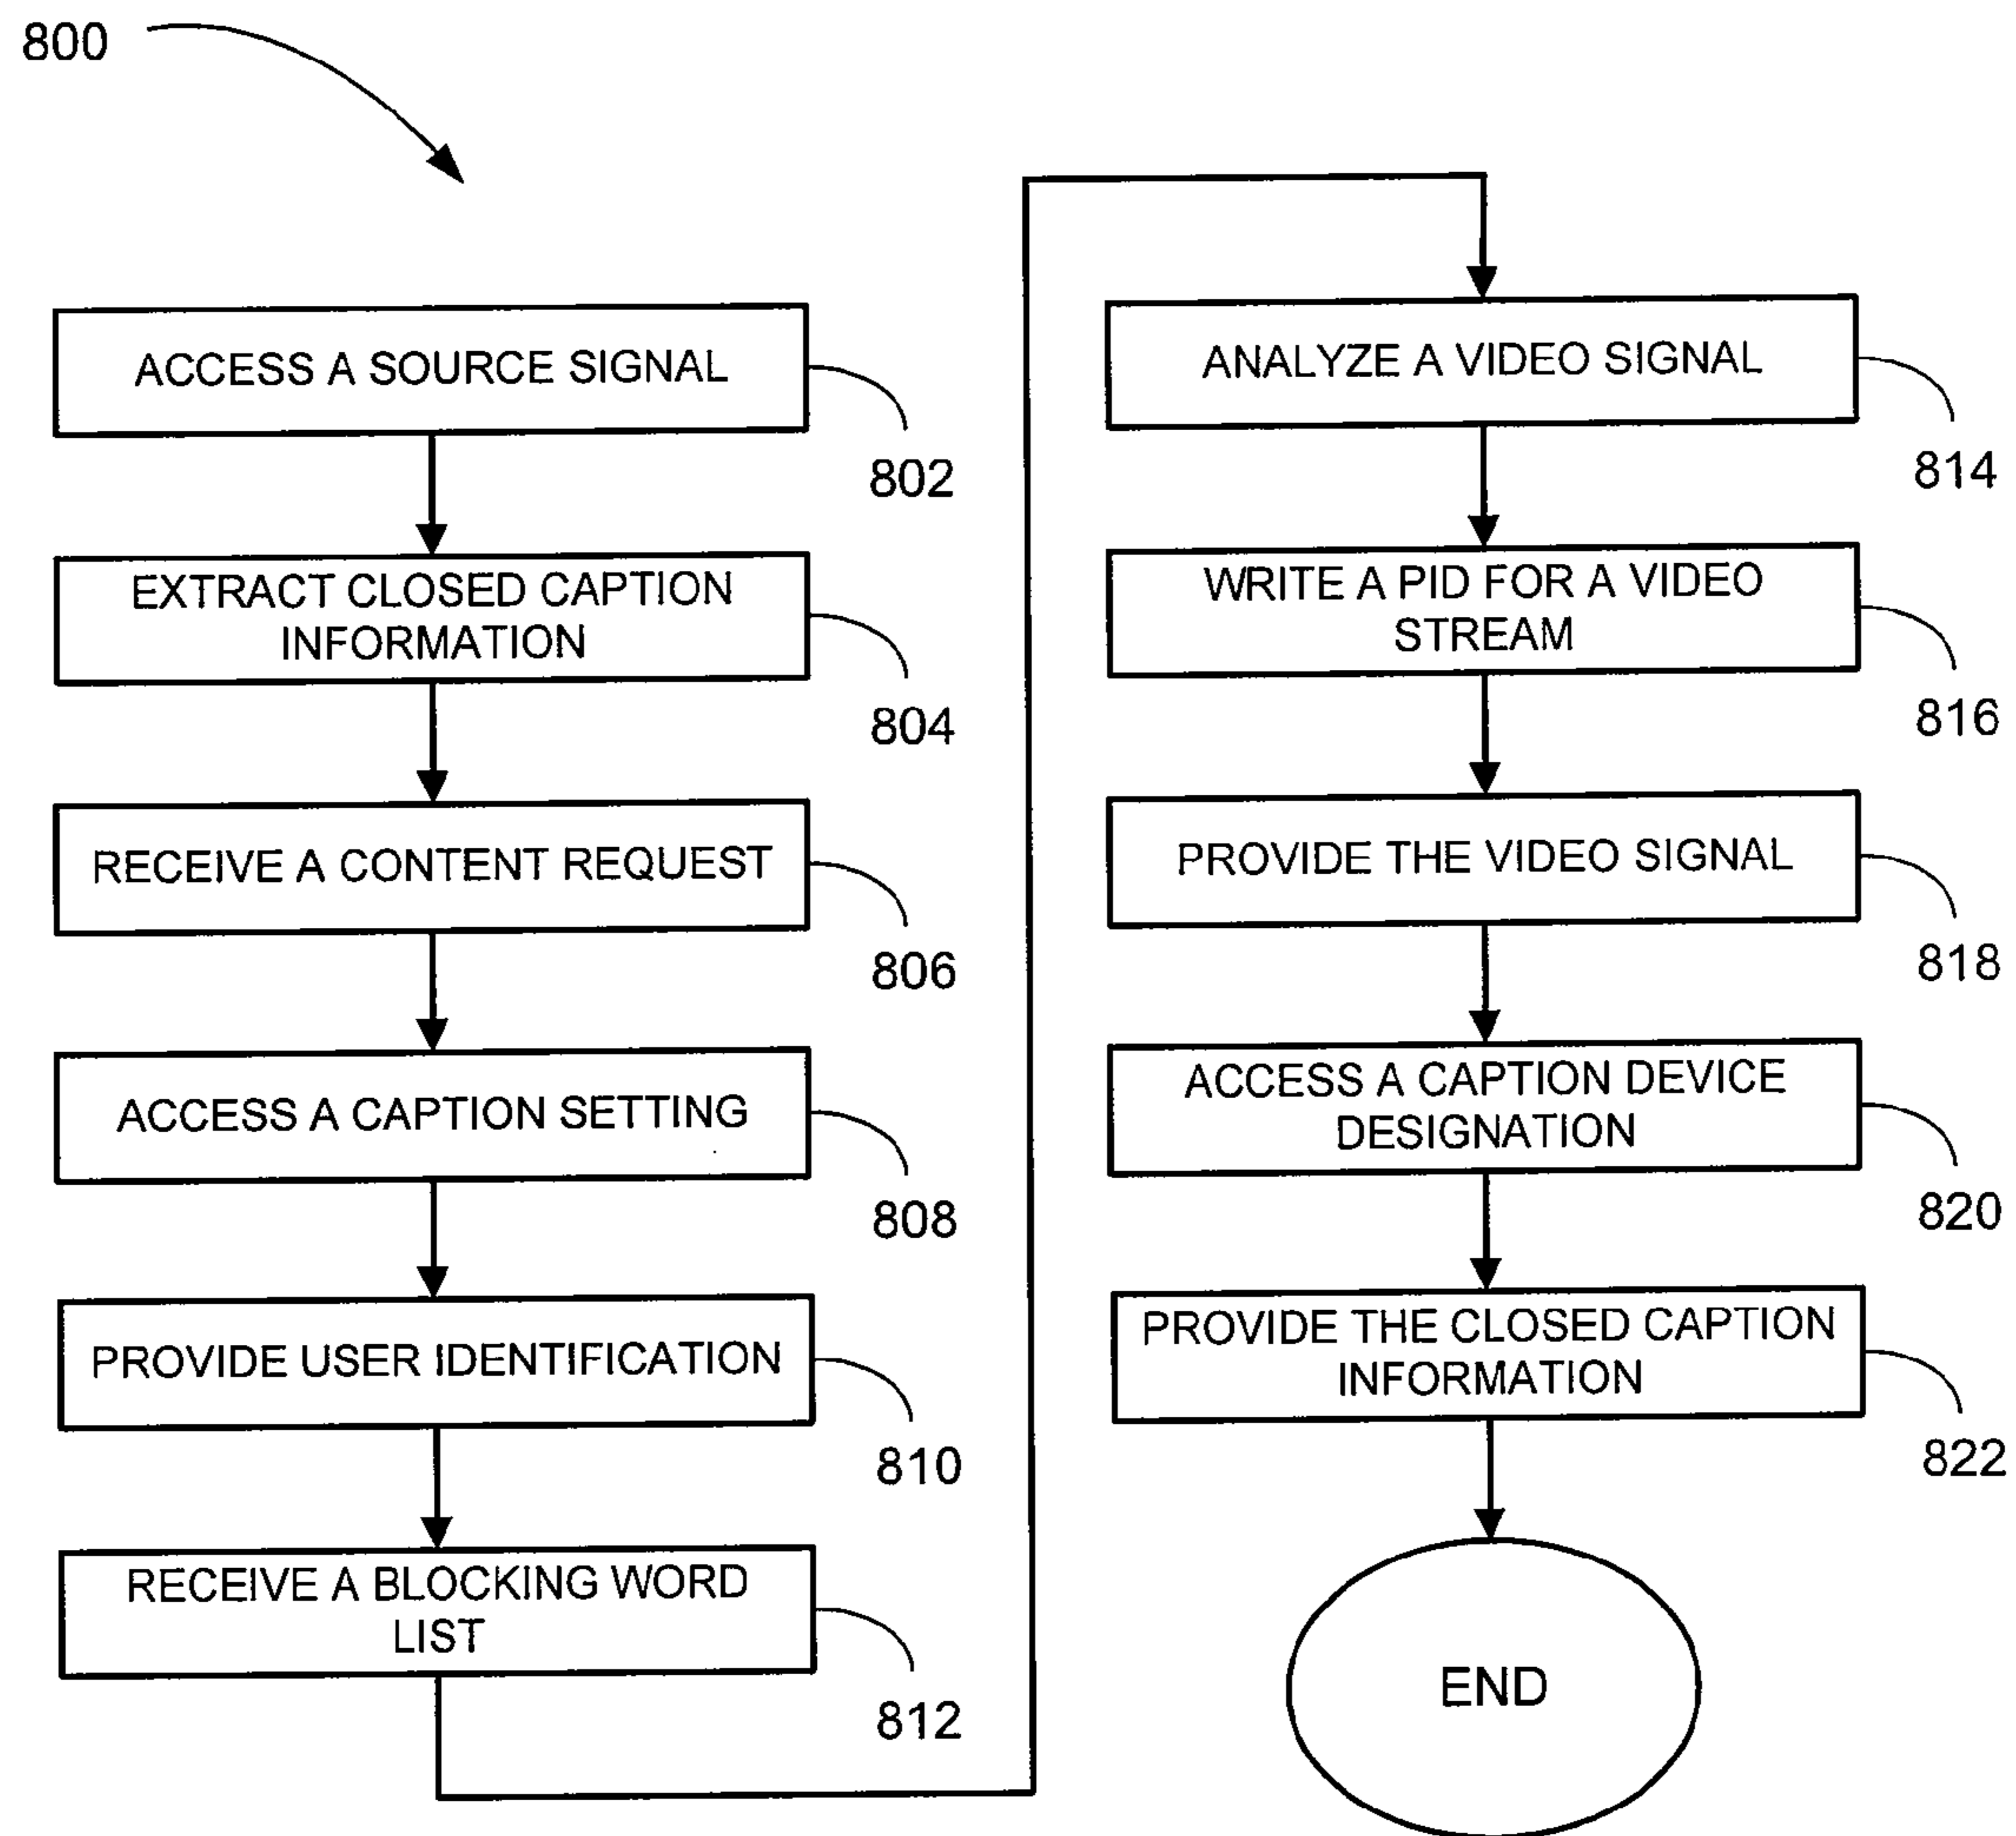 800
ACCESS A SOURCE SIGNAL
802
EXTRACT CLOSED CAPTION
INFORMATION
804
RECEIVE A CONTENT REQUEST
806
ACCESS A CAPTION SETTING
808
PROVIDE USER IDENTIFICATION
810
RECEIVE A BLOCKING WORD
LIST
812
ANALYZE A VIDEO SIGNAL
814
WRITE A PID FOR A VIDEO
STREAM
816
PROVIDE THE VIDEO SIGNAL
818
ACCESS A CAPTION DEVICE
DESIGNATION
820
PROVIDE THE CLOSED CAPTION
INFORMATION
822
END